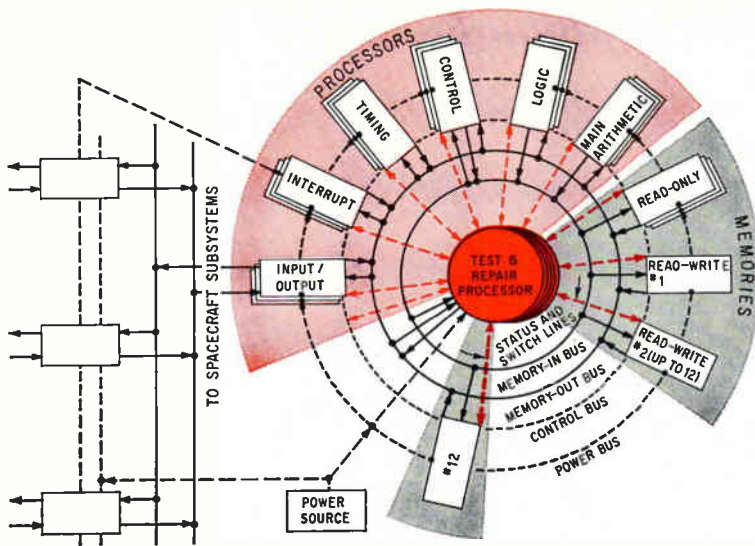 PROCESSORS
CONTROL
LOGIC
TIMING
MAIN
ARITHMETIC
INTERRUPT
READ-ONLY
INPUT/
OUTPUT
TEST &
REPAIR
PROCESSOR
READ-WRITE
#1
MEMORIES
READ-WRITE
#2(UP TO 12)
TO SPACECRAFT SUBSYSTEMS
STATUS AND
SWITCH LINES
MEMORY-IN BUS
MEMORY-OUT BUS
CONTROL BUS
POWER BUS
#12
POWER
SOURCE